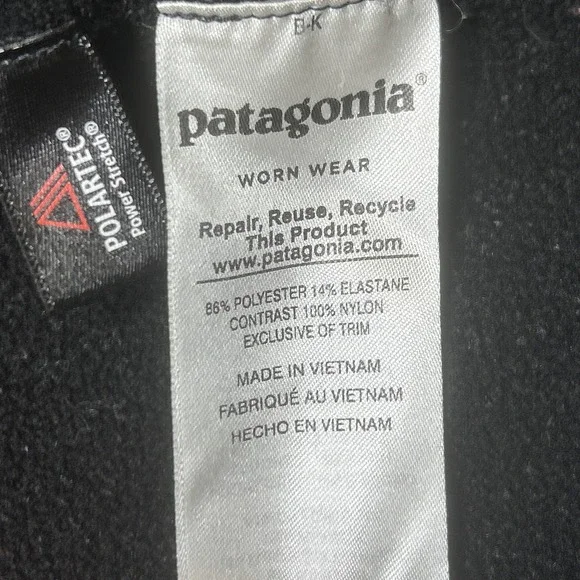 B-K
patagonia®
WORN WEAR
Repair, Reuse, Recycle
This Product
www.patagonia.com
86% POLYESTER 14% ELASTANE
CONTRAST 100% NYLON
EXCLUSIVE OF TRIM
MADE IN VIETNAM
FABRIQUÉ AU VIETNAM
HECHO EN VIETNAM
POLARTEC®
Power Stretch®